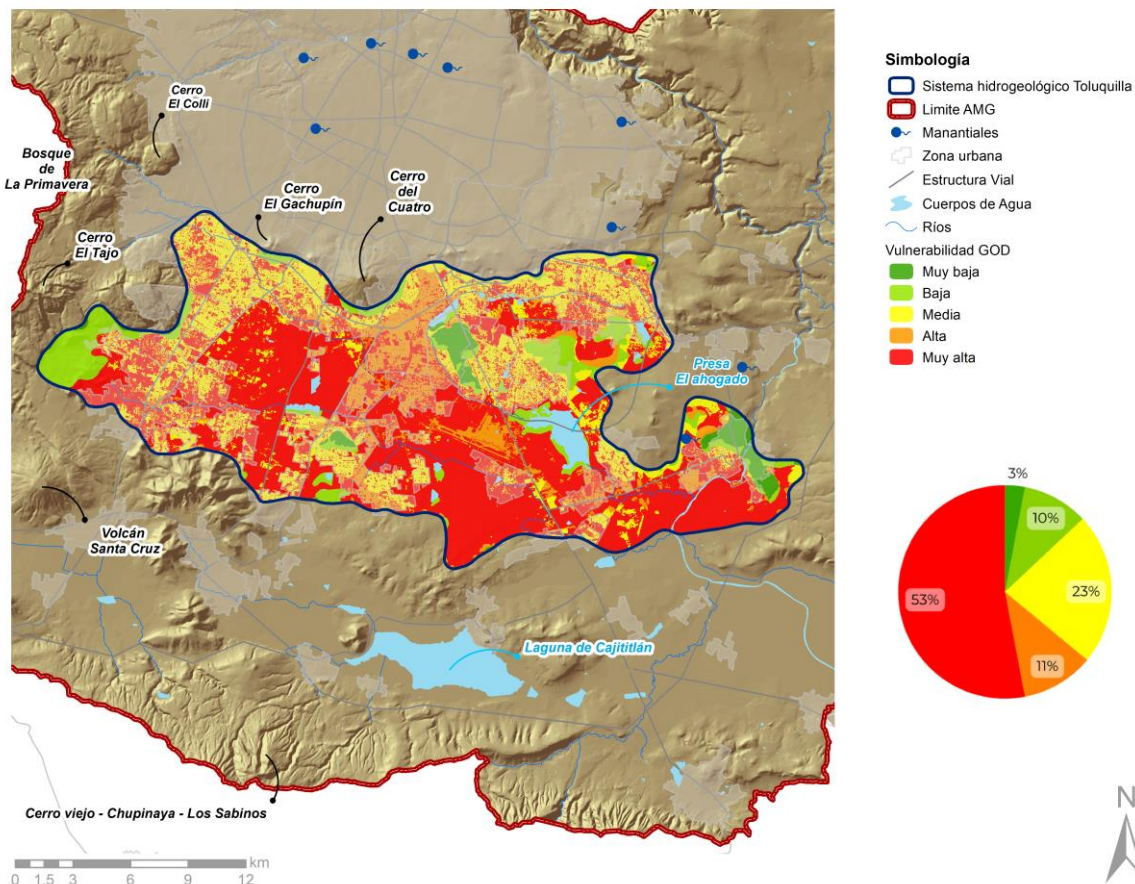 Cerro
El Colli
Bosque
de
La Primavera
Cerro
El Gachupín
Cerro
del
Cuatro
Cerro
El Tajo
Presa
El ahogado
Volcán
Santa Cruz
Laguna de Cajititlán
Cerro viejo - Chupinaya - Los Sabinos
km
0 1.5 3 6 9 12
Simbología
Sistema hidrogeológico Toluquilla
Limite AMG
Manantiales
Zona urbana
Estructura Vial
Cuerpos de Agua
Ríos
Vulnerabilidad GOD
Muy baja
Baja
Media
Alta
Muy alta
3%
10%
23%
53%
11%
N